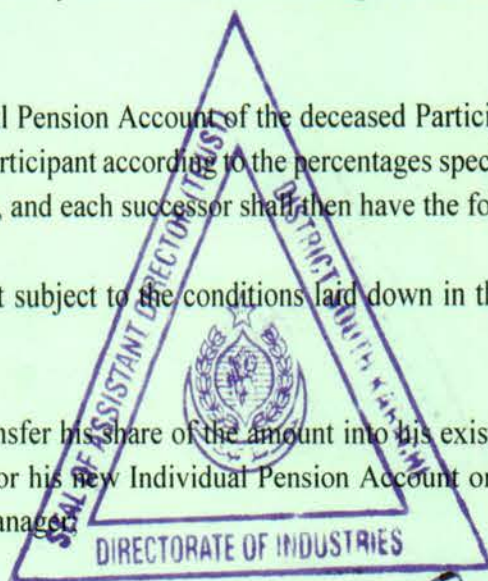 l Pension Account of the deceased Partici
rticipant according to the percentages spec
, and each successor shall then have the fo
t subject to the conditions laid down in th
nsfer his share of the amount into his exis
or his new Individual Pension Account or
anager.
SEAL OF ASSISTANT DIRECTOR (TRUST)
DISTRICT SOUTH KARACHI
DIRECTORATE OF INDUSTRIES